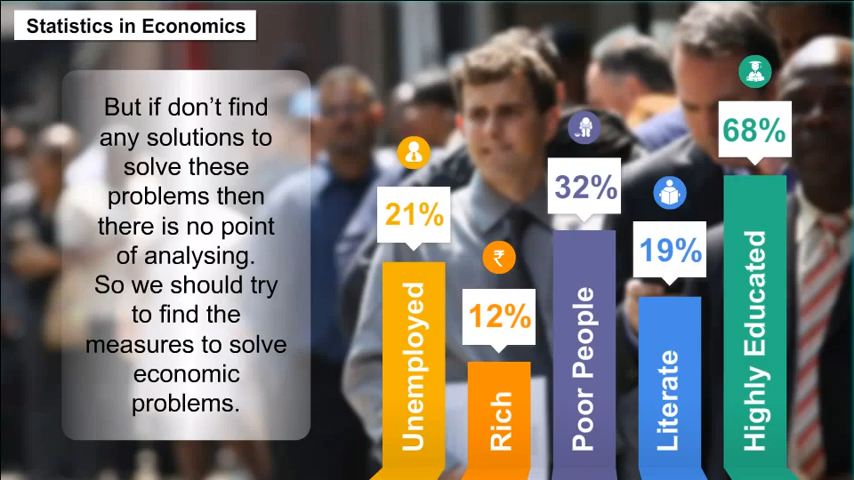 Statistics in Economics
But if don’t find
any solutions to
solve these
problems then
there is no point
of analysing.
So we should try
to find the
measures to solve
economic
problems.
21%
Unemployed
₹
12%
Rich
32%
Poor People
19%
Literate
68%
Highly Educated